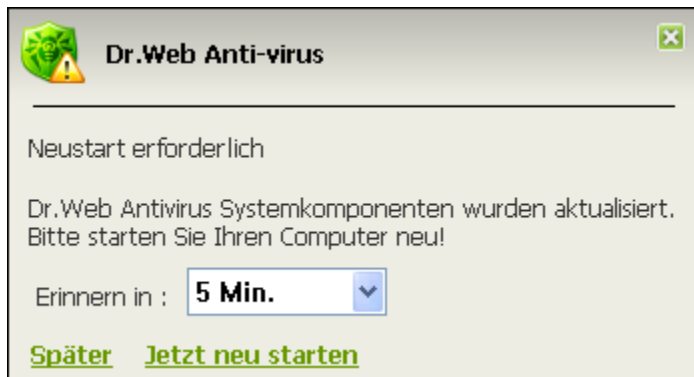 Dr.Web Anti-virus
Neustart erforderlich
Dr.Web Antivirus Systemkomponenten wurden aktualisiert.
Bitte starten Sie Ihren Computer neu!
Erinnern in : 5 Min.
Später Jetzt neu starten